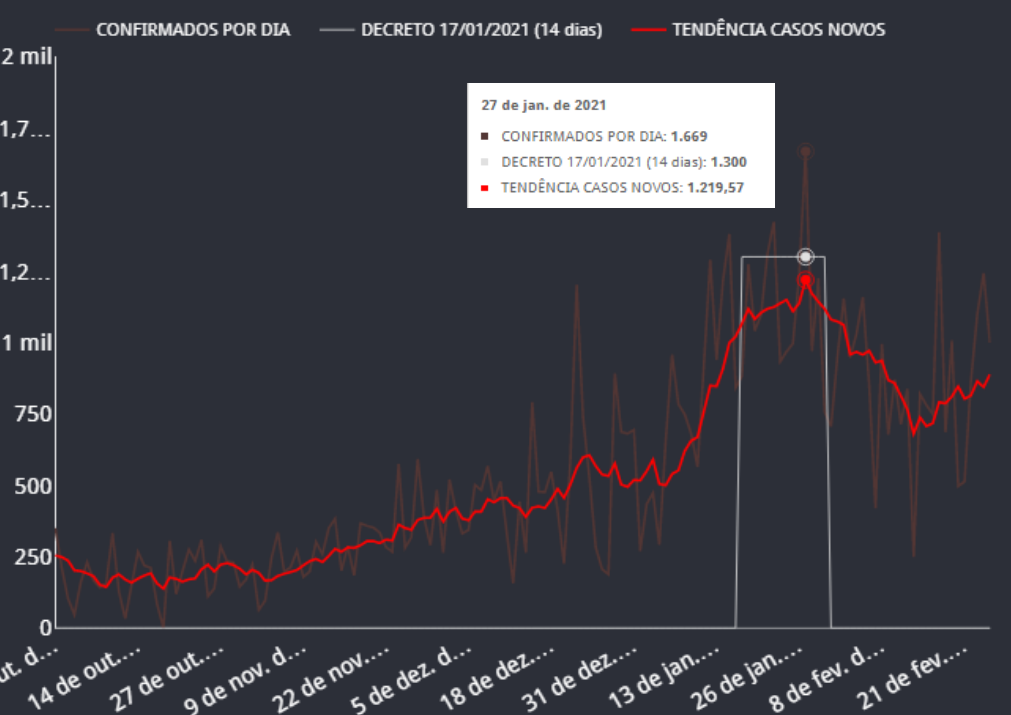 CONFIRMADOS POR DIA
DECRETO 17/01/2021 (14 dias)
TENDÊNCIA CASOS NOVOS
2 mil
1,7...
1,5...
1,2...
1 mil
750
500
250
0
27 de jan. de 2021
CONFIRMADOS POR DIA: 1.669
DECRETO 17/01/2021 (14 dias): 1.300
TENDÊNCIA CASOS NOVOS: 1.219,57
ut. d...
14 de out....
27 de out....
9 de nov. d...
22 de nov....
5 de dez. d...
18 de dez....
31 de dez....
13 de jan....
26 de jan....
8 de fev. d...
21 de fev....